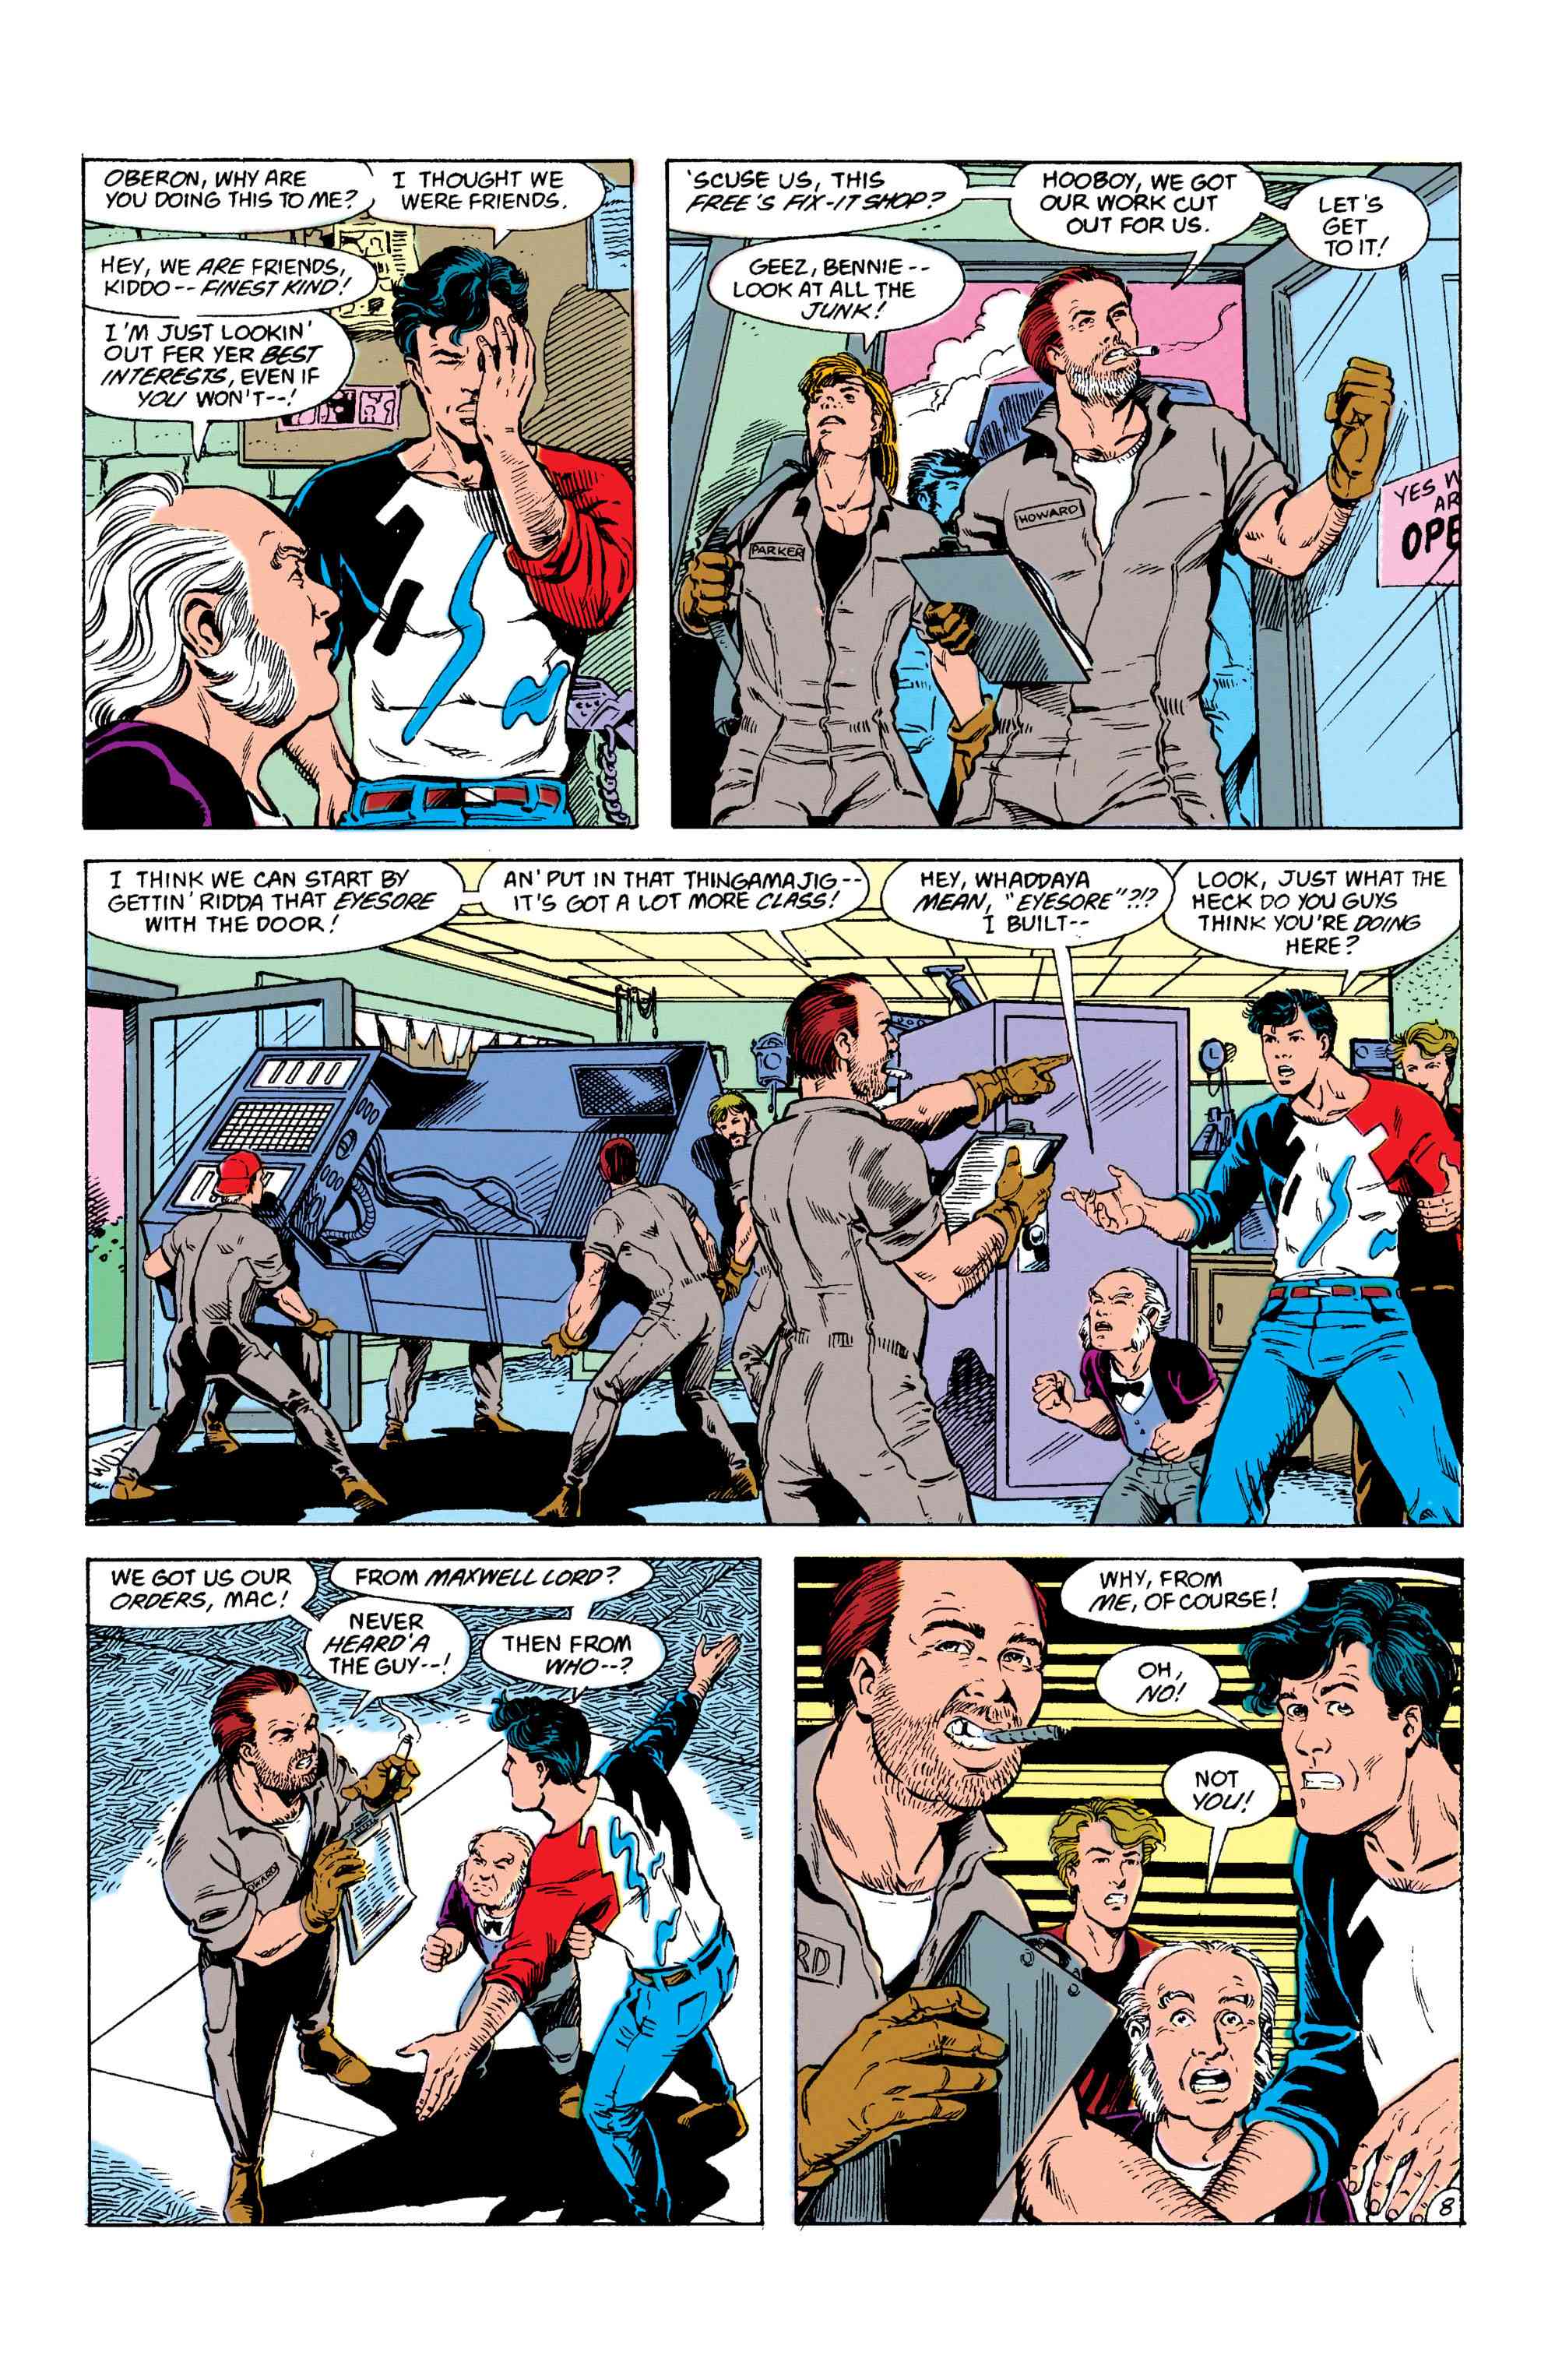 OBERON, WHY ARE
YOU DOING THIS TO ME?
I THOUGHT WE
WERE FRIENDS.
HEY, WE ARE FRIENDS,
KIDDO--FINEST KIND!
I'M JUST LOOKIN'
OUT FER YER BEST
INTERESTS, EVEN IF
YOU WON'T--!
'SCUSE US, THIS
FREE'S FIX-IT SHOP?
GEEZ, BENNIE--
LOOK AT ALL THE
JUNK!
HOOBOY, WE GOT
OUR WORK CUT
OUT FOR US.
LET'S
GET
TO IT!
PARKER
HOWARD
YES W
AR
OPE
I THINK WE CAN START BY
GETTIN' RIDDA THAT EYESORE
WITH THE DOOR!
AN' PUT IN THAT THINGAMAJIG--
IT'S GOT A LOT MORE CLASS!
HEY, WHADDAYA
MEAN, "EYESORE"?!?
I BUILT--
LOOK, JUST WHAT THE
HECK DO YOU GUYS
THINK YOU'RE DOING
HERE?
WE GOT US OUR
ORDERS, MAC!
FROM MAXWELL LORD?
NEVER
HEARD'A
THE GUY--!
THEN FROM
WHO--?
OWARD
WHY, FROM
ME, OF COURSE!
OH,
NO!
NOT
YOU!
RD
8